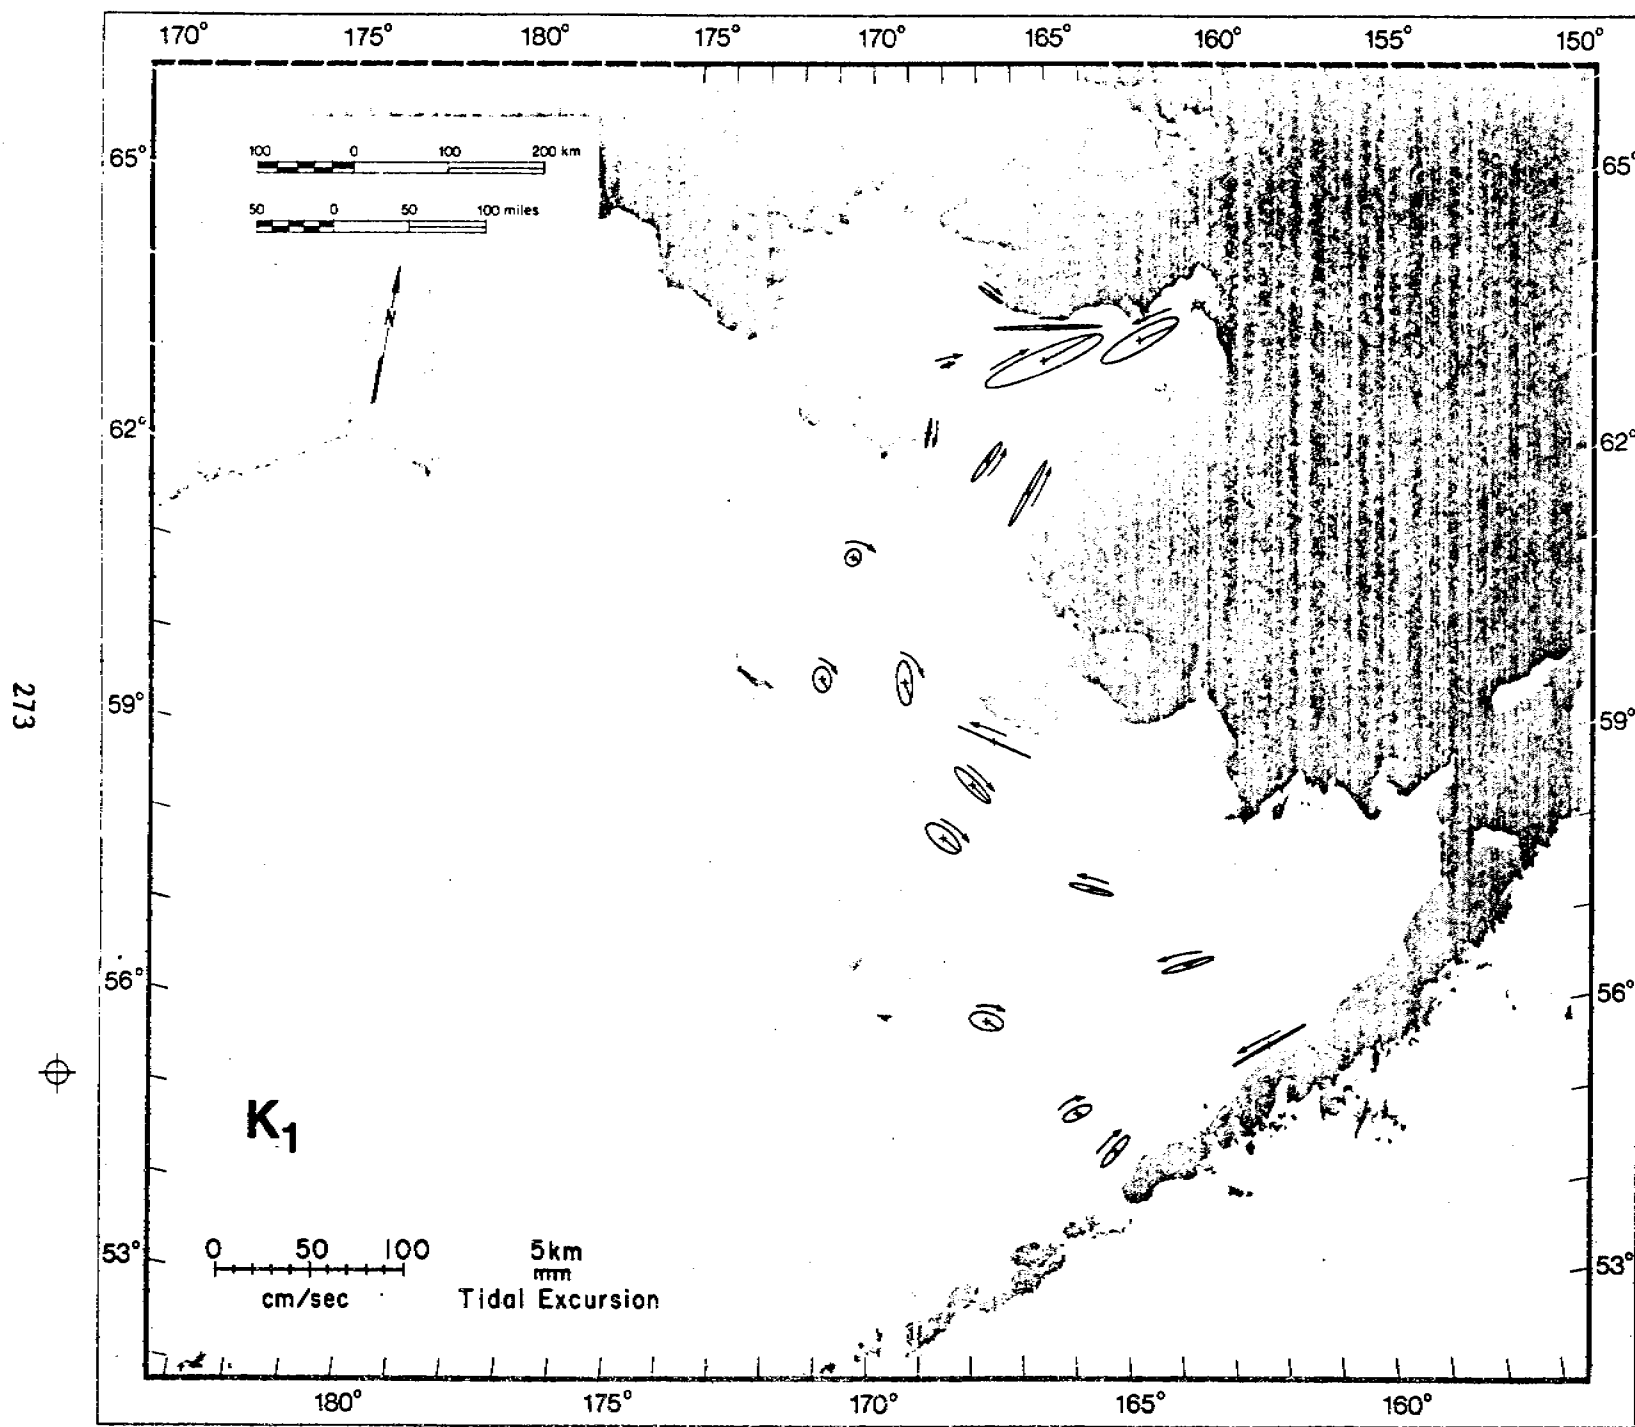 170° 175° 180° 175° 170° 165° 160° 155° 150°
65° 65°
100 0 100 200 km
50 0 50 100 miles
N
62° 62°
59° 59°
273
56° 56°
K1
0 50 100 5km
53° 53°
cm/sec Tidal Excursion
180° 175° 170° 165° 160°